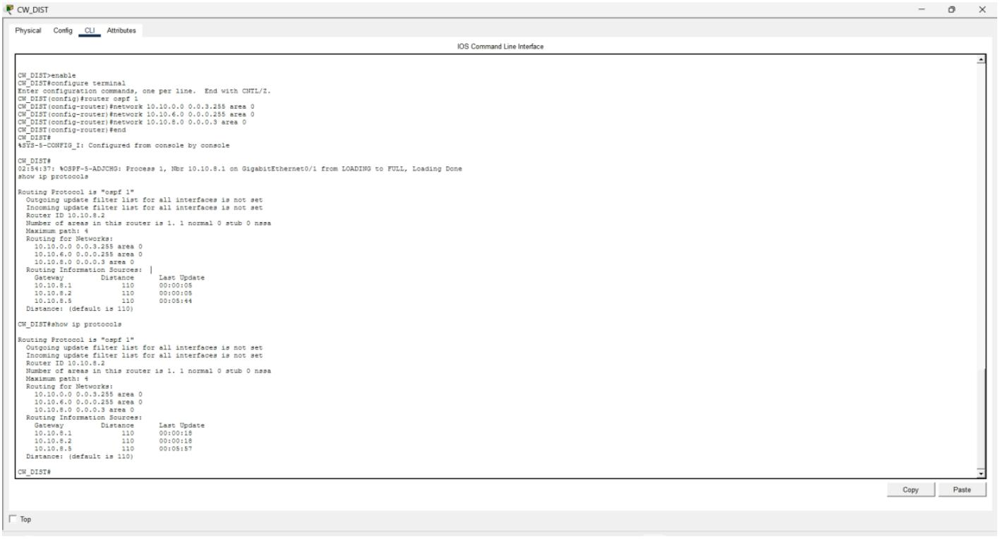 CW_DIST
Physical Config CLI Attributes
IOS Command Line Interface
CW_DIST>enable
CW_DIST#configure terminal
Enter configuration commands, one per line. End with CNTL/Z.
CW_DIST(config)#router ospf 1
CW_DIST(config-router)#network 10.10.0.0 0.0.3.255 area 0
CW_DIST(config-router)#network 10.10.6.0 0.0.0.255 area 0
CW_DIST(config-router)#network 10.10.8.0 0.0.0.3 area 0
CW_DIST(config-router)#end
CW_DIST#
%SYS-5-CONFIG_I: Configured from console by console
CW_DIST#
02:54:37: %OSPF-5-ADJCHG: Process 1, Nbr 10.10.8.1 on GigabitEthernet0/1 from LOADING to FULL, Loading Done
show ip protocols
Routing Protocol is "ospf 1"
Outgoing update filter list for all interfaces is not set
Incoming update filter list for all interfaces is not set
Router ID 10.10.8.2
Number of areas in this router is 1. 1 normal 0 stub 0 nssa
Maximum path: 4
Routing for Networks:
10.10.0.0 0.0.3.255 area 0
10.10.6.0 0.0.0.255 area 0
10.10.8.0 0.0.0.3 area 0
Routing Information Sources:
Gateway Distance Last Update
10.10.8.1 110 00:00:05
10.10.8.2 110 00:00:05
10.10.8.5 110 00:05:44
Distance: (default is 110)
CW_DIST#show ip protocols
Routing Protocol is "ospf 1"
Outgoing update filter list for all interfaces is not set
Incoming update filter list for all interfaces is not set
Router ID 10.10.8.2
Number of areas in this router is 1. 1 normal 0 stub 0 nssa
Maximum path: 4
Routing for Networks:
10.10.0.0 0.0.3.255 area 0
10.10.6.0 0.0.0.255 area 0
10.10.8.0 0.0.0.3 area 0
Routing Information Sources:
Gateway Distance Last Update
10.10.8.1 110 00:00:18
10.10.8.2 110 00:00:18
10.10.8.5 110 00:05:57
Distance: (default is 110)
CW_DIST#
Copy Paste
Top